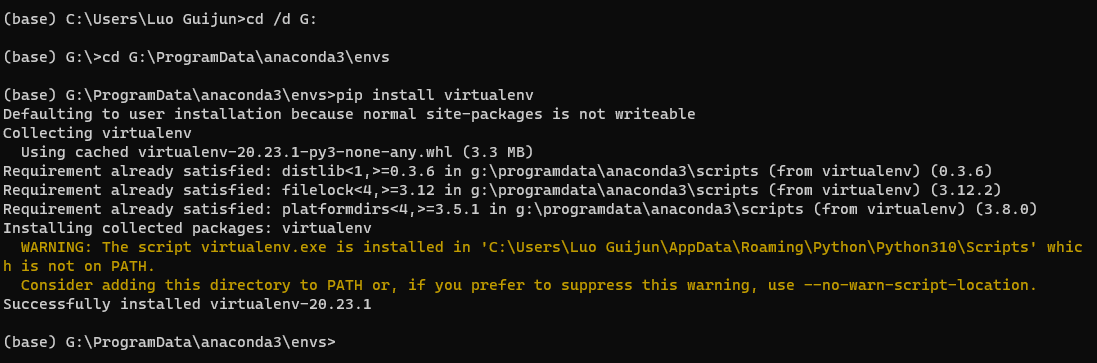 (base) C:\Users\Luo Guijun>cd /d G:
(base) G:\>cd G:\ProgramData\anaconda3\envs
(base) G:\ProgramData\anaconda3\envs>pip install virtualenv
Defaulting to user installation because normal site-packages is not writeable
Collecting virtualenv
  Using cached virtualenv-20.23.1-py3-none-any.whl (3.3 MB)
Requirement already satisfied: distlib<1,>=0.3.6 in g:\programdata\anaconda3\scripts (from virtualenv) (0.3.6)
Requirement already satisfied: filelock<4,>=3.12 in g:\programdata\anaconda3\scripts (from virtualenv) (3.12.2)
Requirement already satisfied: platformdirs<4,>=3.5.1 in g:\programdata\anaconda3\scripts (from virtualenv) (3.8.0)
Installing collected packages: virtualenv
  WARNING: The script virtualenv.exe is installed in 'C:\Users\Luo Guijun\AppData\Roaming\Python\Python310\Scripts' whic
h is not on PATH.
  Consider adding this directory to PATH or, if you prefer to suppress this warning, use --no-warn-script-location.
Successfully installed virtualenv-20.23.1
(base) G:\ProgramData\anaconda3\envs>